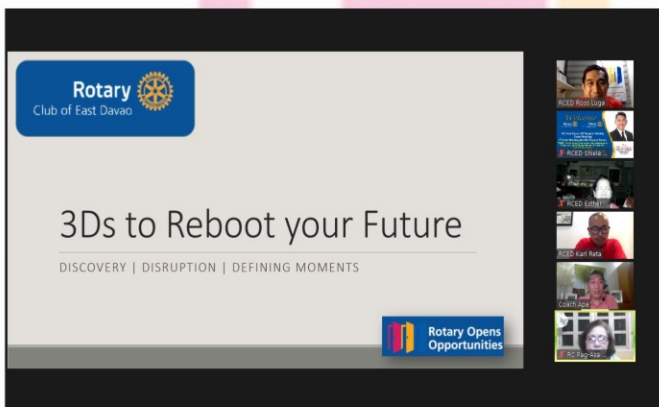 Rotary
Club of East Davao
3Ds to Reboot your Future
DISCOVERY | DISRUPTION | DEFINING MOMENTS
Rotary Opens
Opportunities
RCED Ross Luga
RCED Shiela
RCED Esther
RCED Karl Reta
Coach Ape
RC Pag-Asa